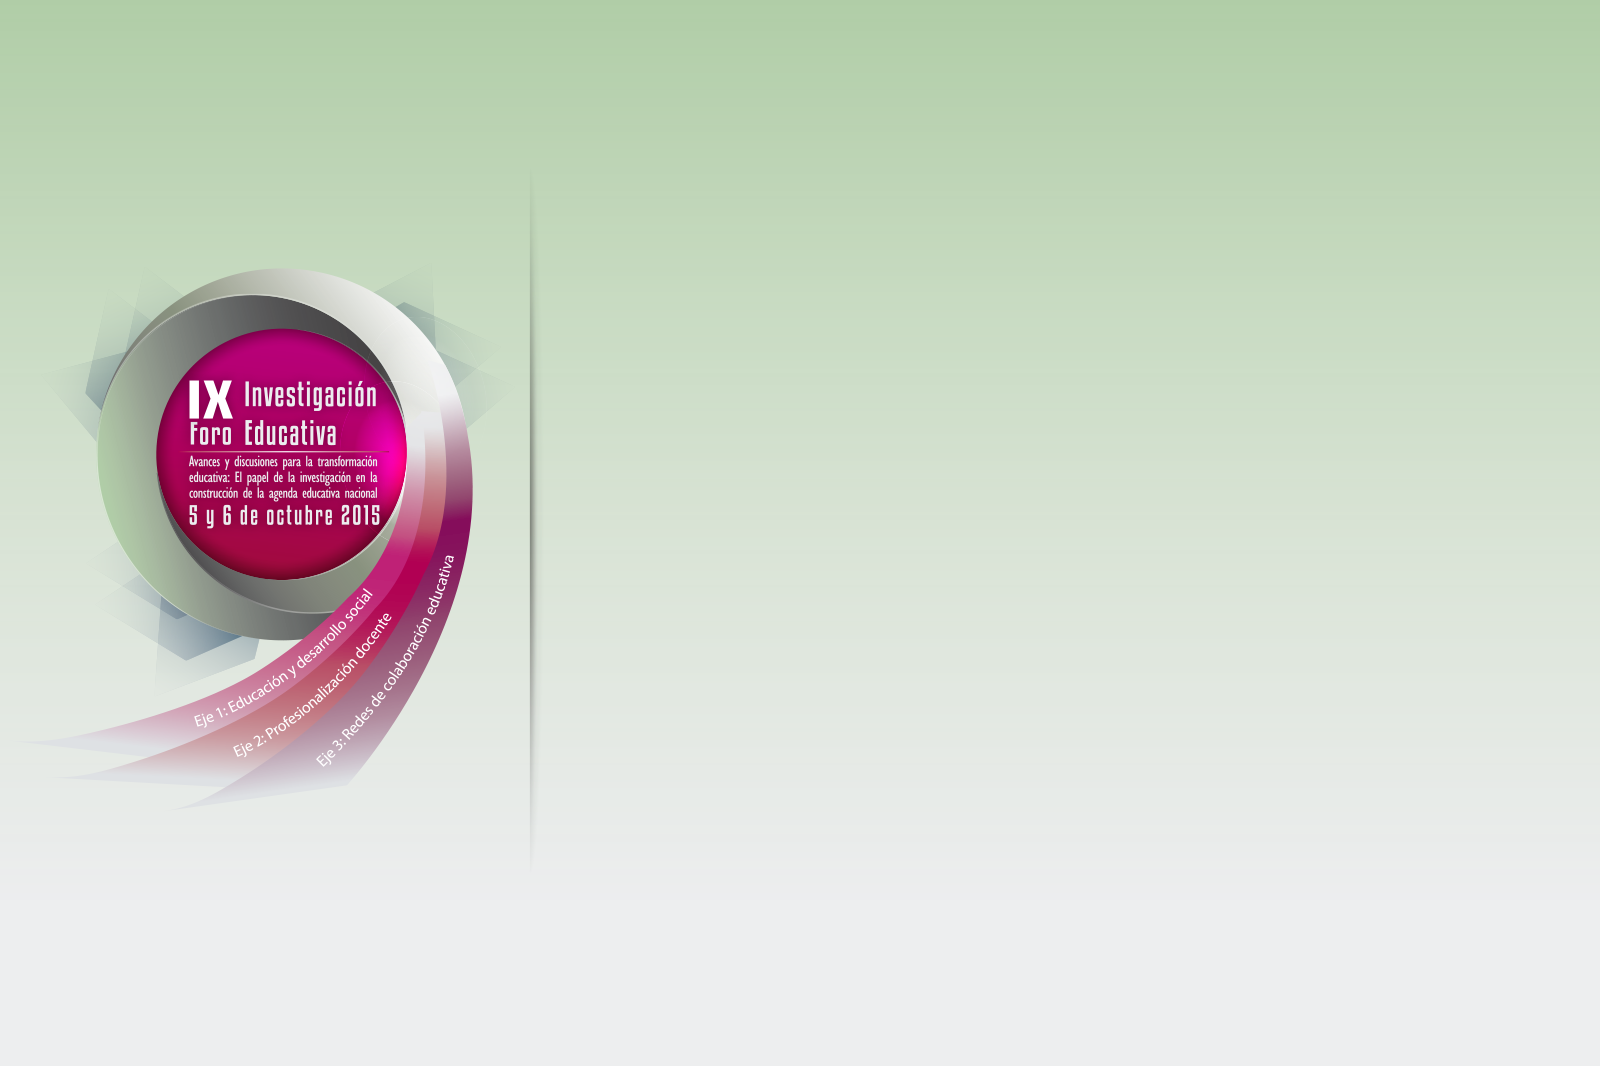 IX Investigación
Foro Educativa
Avances y discusiones para la transformación
educativa: El papel de la investigación en la
construcción de la agenda educativa nacional
5 y 6 de octubre 2015
Eje 1: Educación y desarrollo social
Eje 2: Profesionalización docente
Eje 3: Redes de colaboración educativa